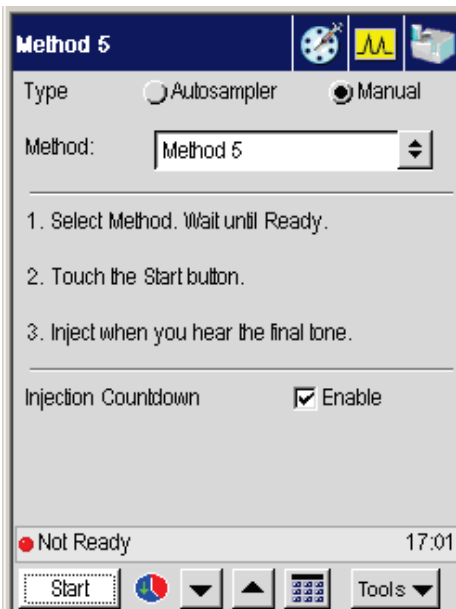 Method 5
Type Autosampler Manual
Method: Method 5
1. Select Method. Wait until Ready.
2. Touch the Start button.
3. Inject when you hear the final tone.
Injection Countdown Enable
Not Ready 17:01
Start Tools